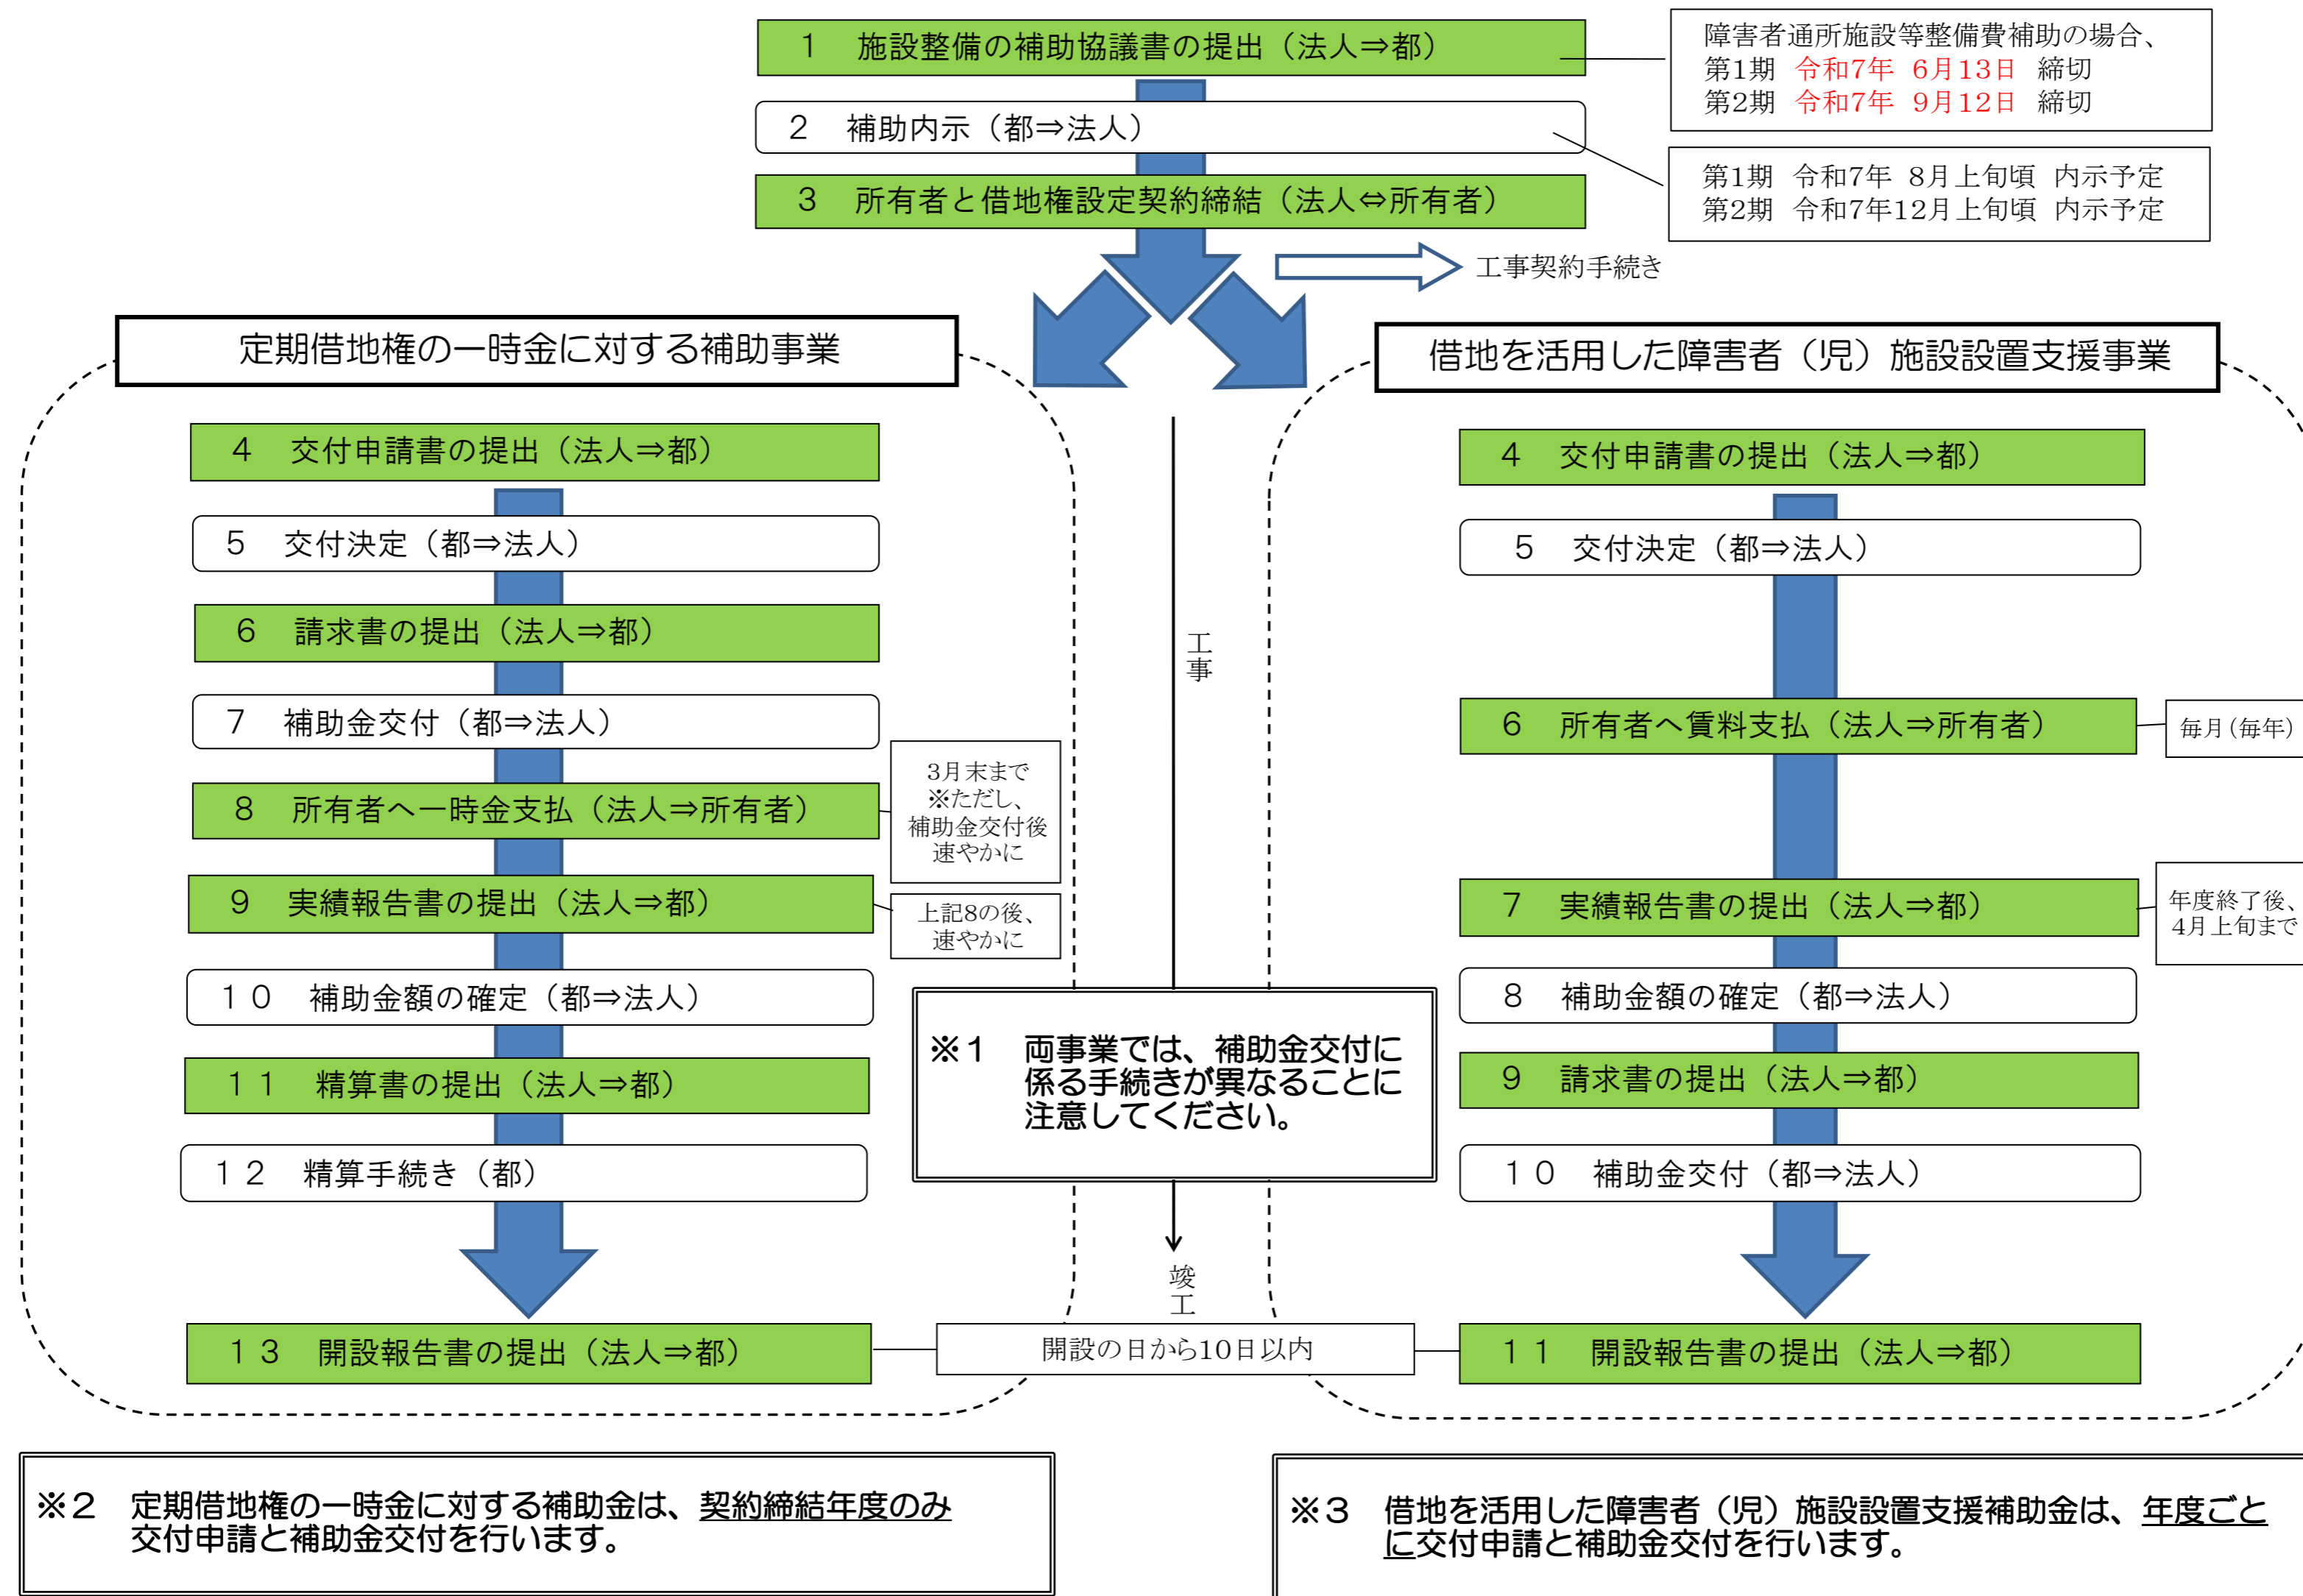 １　施設整備の補助協議書の提出（法人⇒都）
障害者通所施設等整備費補助の場合、
第1期　令和7年　6月13日　締切
第2期　令和7年　9月12日　締切
２　補助内示（都⇒法人）
第1期　令和7年　8月上旬頃　内示予定
第2期　令和7年12月上旬頃　内示予定
３　所有者と借地権設定契約締結（法人⇔所有者）
工事契約手続き
定期借地権の一時金に対する補助事業
４　交付申請書の提出（法人⇒都）
５　交付決定（都⇒法人）
６　請求書の提出（法人⇒都）
７　補助金交付（都⇒法人）
８　所有者へ一時金支払（法人⇒所有者）
3月末まで
※ただし、
補助金交付後
速やかに
９　実績報告書の提出（法人⇒都）
上記8の後、
速やかに
１０　補助金額の確定（都⇒法人）
１１　精算書の提出（法人⇒都）
１２　精算手続き（都）
１３　開設報告書の提出（法人⇒都）
工事
※１　両事業では、補助金交付に
係る手続きが異なることに
注意してください。
竣工
開設の日から10日以内
借地を活用した障害者（児）施設設置支援事業
４　交付申請書の提出（法人⇒都）
５　交付決定（都⇒法人）
６　所有者へ賃料支払（法人⇒所有者）
毎月（毎年）
７　実績報告書の提出（法人⇒都）
年度終了後、
4月上旬まで
８　補助金額の確定（都⇒法人）
９　請求書の提出（法人⇒都）
１０　補助金交付（都⇒法人）
１１　開設報告書の提出（法人⇒都）
※２　定期借地権の一時金に対する補助金は、契約締結年度のみ
交付申請と補助金交付を行います。
※３　借地を活用した障害者（児）施設設置支援補助金は、年度ごと
に交付申請と補助金交付を行います。